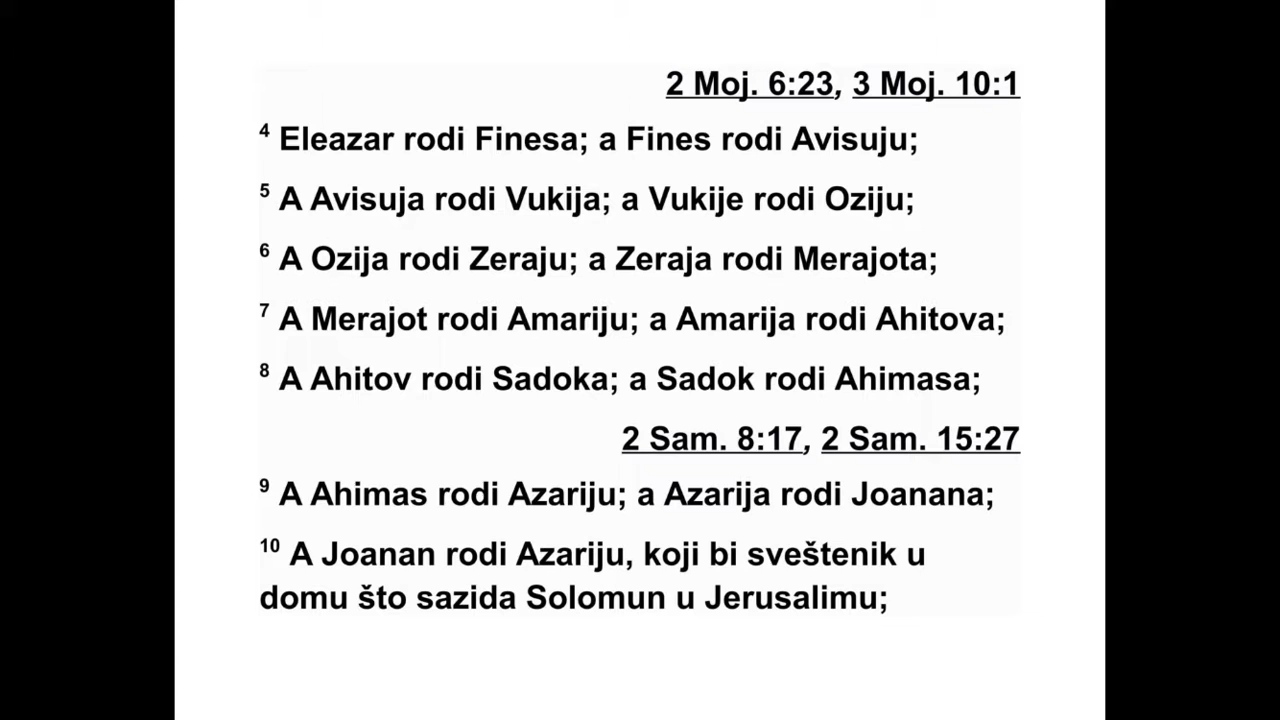 2 Moj. 6:23, 3 Moj. 10:1
4 Eleazar rodi Finesa; a Fines rodi Avisuju;
5 A Avisuja rodi Vukija; a Vukije rodi Oziju;
6 A Ozija rodi Zeraju; a Zeraja rodi Merajota;
7 A Merajot rodi Amariju; a Amarija rodi Ahitova;
8 A Ahitov rodi Sadoka; a Sadok rodi Ahimasa;
2 Sam. 8:17, 2 Sam. 15:27
9 A Ahimas rodi Azariju; a Azarija rodi Joanana;
10 A Joanan rodi Azariju, koji bi sveštenik u
domu što sazida Solomun u Jerusalimu;